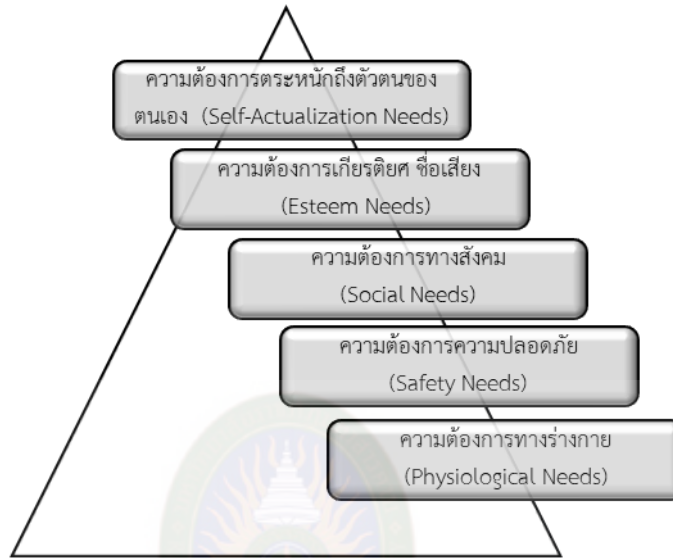 ความต้องการตระหนักถึงตัวตนของ
ตนเอง (Self-Actualization Needs)
ความต้องการเกียรติยศ ชื่อเสียง
(Esteem Needs)
ความต้องการทางสังคม
(Social Needs)
ความต้องการความปลอดภัย
(Safety Needs)
ความต้องการทางร่างกาย
(Physiological Needs)